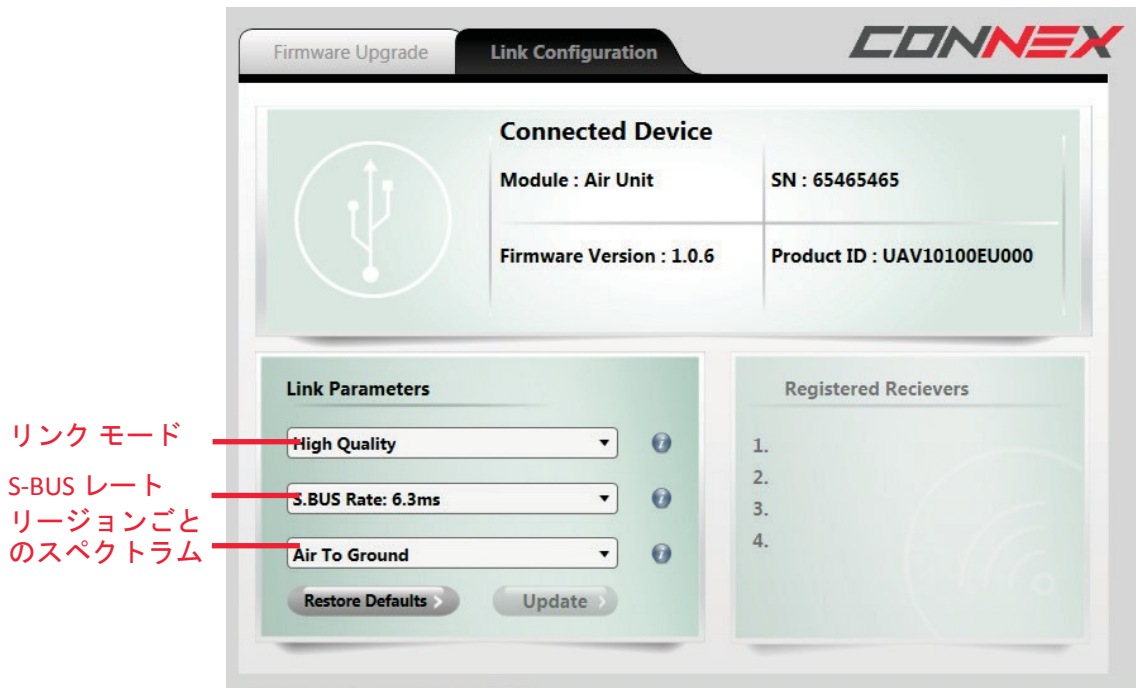 Firmware Upgrade
Link Configuration
CONNEX
Connected Device
Module : Air Unit
SN : 65465465
Firmware Version : 1.0.6
Product ID : UAV10100EU000
Link Parameters
リンク モード
High Quality
S-BUS レート
S.BUS Rate: 6.3ms
リージョンごと
のスペクトラム
Air To Ground
Restore Defaults
Update
Registered Recievers
1.
2.
3.
4.